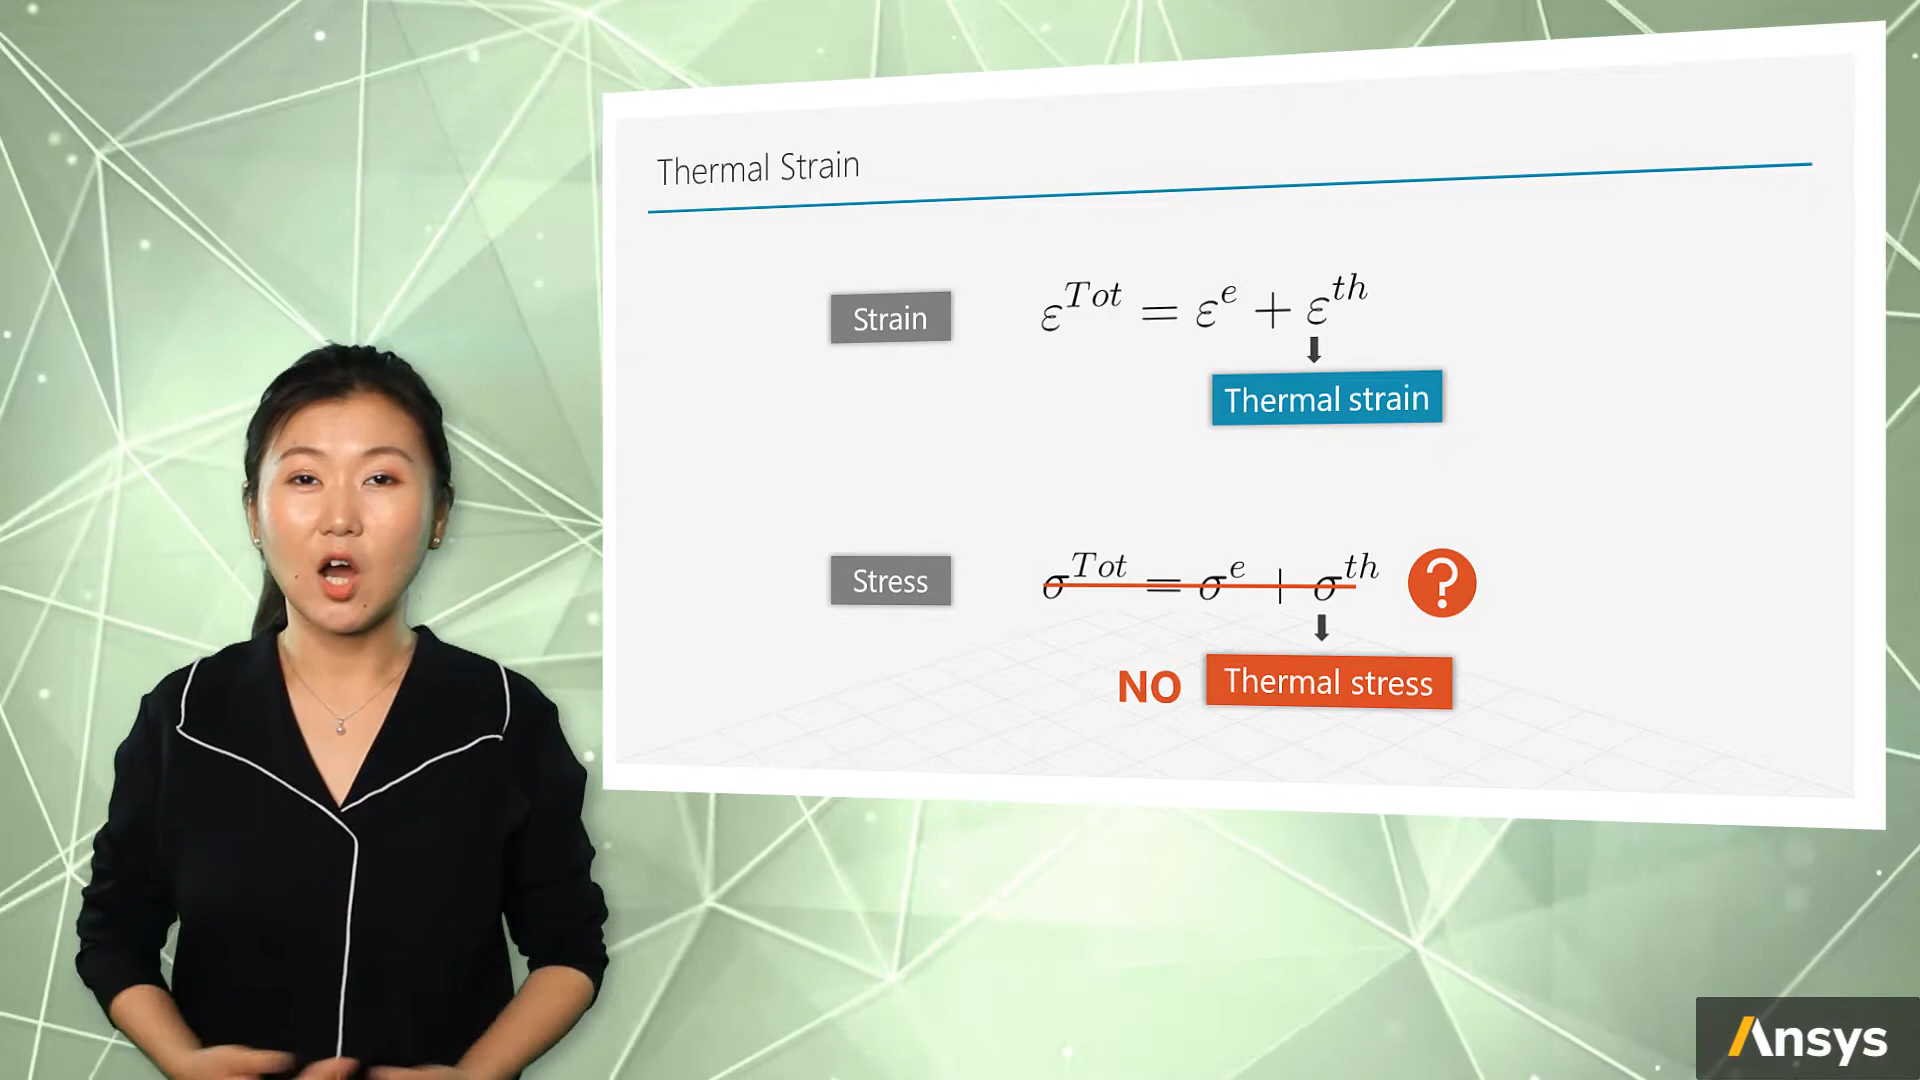 Thermal Strain
Strain
ε^Tot = ε^e + ε^th
Thermal strain
Stress
σ^Tot = σ^e + σ^th
?
NO
Thermal stress
Ansys